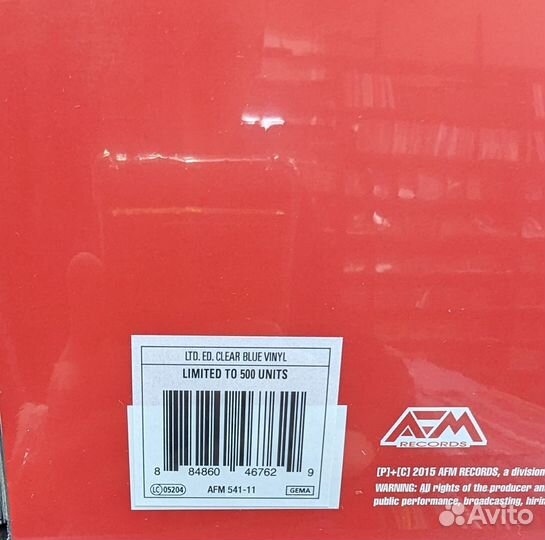 LTD. ED. CLEAR BLUE VINYL
LIMITED TO 500 UNITS
8 84860 46762 9
LC 05204 AFM 541-11 GEMA
AFM
RECORDS
[P]+[C] 2015 AFM RECORDS, a division
WARNING: All rights of the producer and
public performance, broadcasting, hirin
Avito